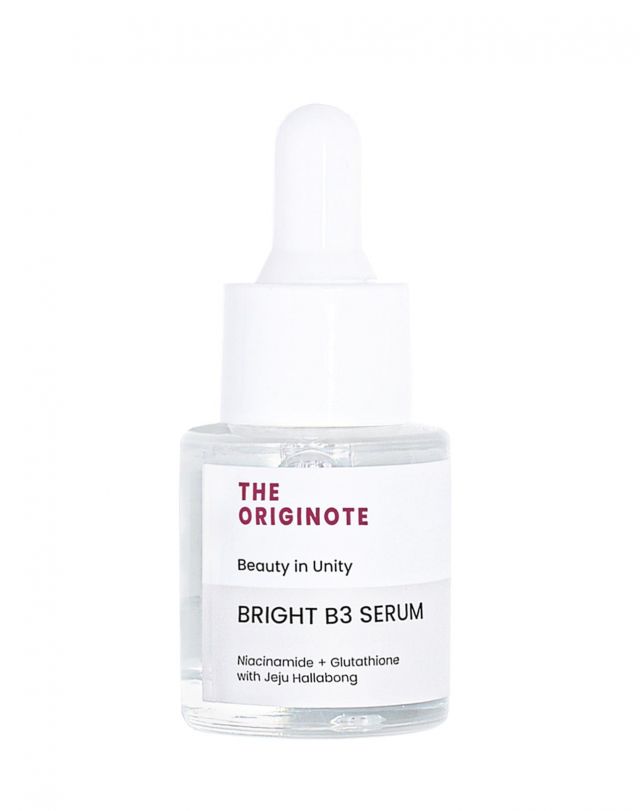 THE
ORIGINOTE
Beauty in Unity
BRIGHT B3 SERUM
Niacinamide + Glutathione
with Jeju Hallabong